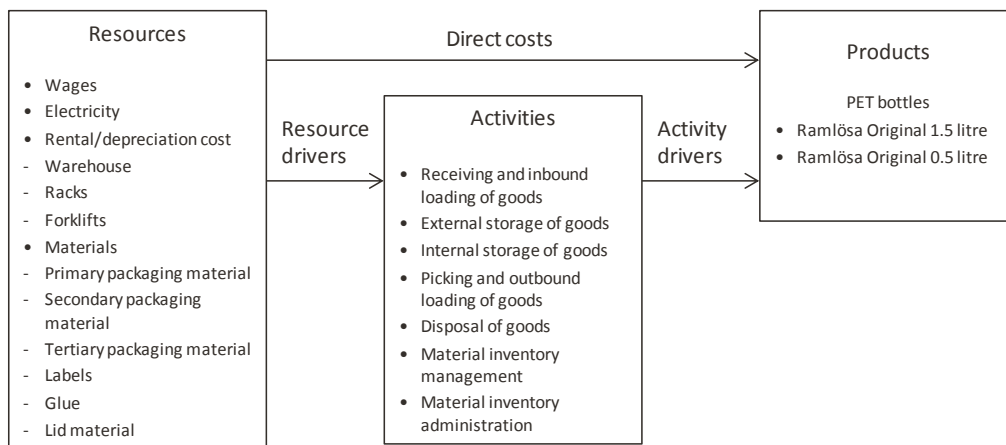 Resources
• Wages
• Electricity
• Rental/depreciation cost
- Warehouse
- Racks
- Forklifts
• Materials
- Primary packaging material
- Secondary packaging
material
- Tertiary packaging material
- Labels
- Glue
- Lid material
Direct costs
Resource
drivers
Activities
• Receiving and inbound
loading of goods
• External storage of goods
• Internal storage of goods
• Picking and outbound
loading of goods
• Disposal of goods
• Material inventory
management
• Material inventory
administration
Activity
drivers
Products
PET bottles
• Ramlösa Original 1.5 litre
• Ramlösa Original 0.5 litre